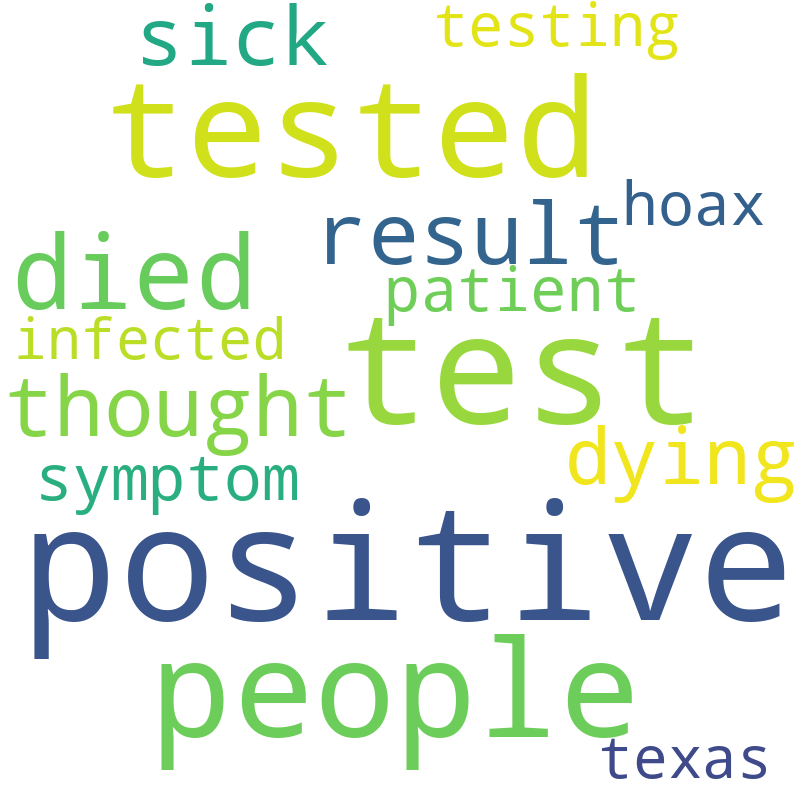 sick
testing
tested
hoax
result
died
patient
infected
test
thought
dying
symptom
positive
people
texas